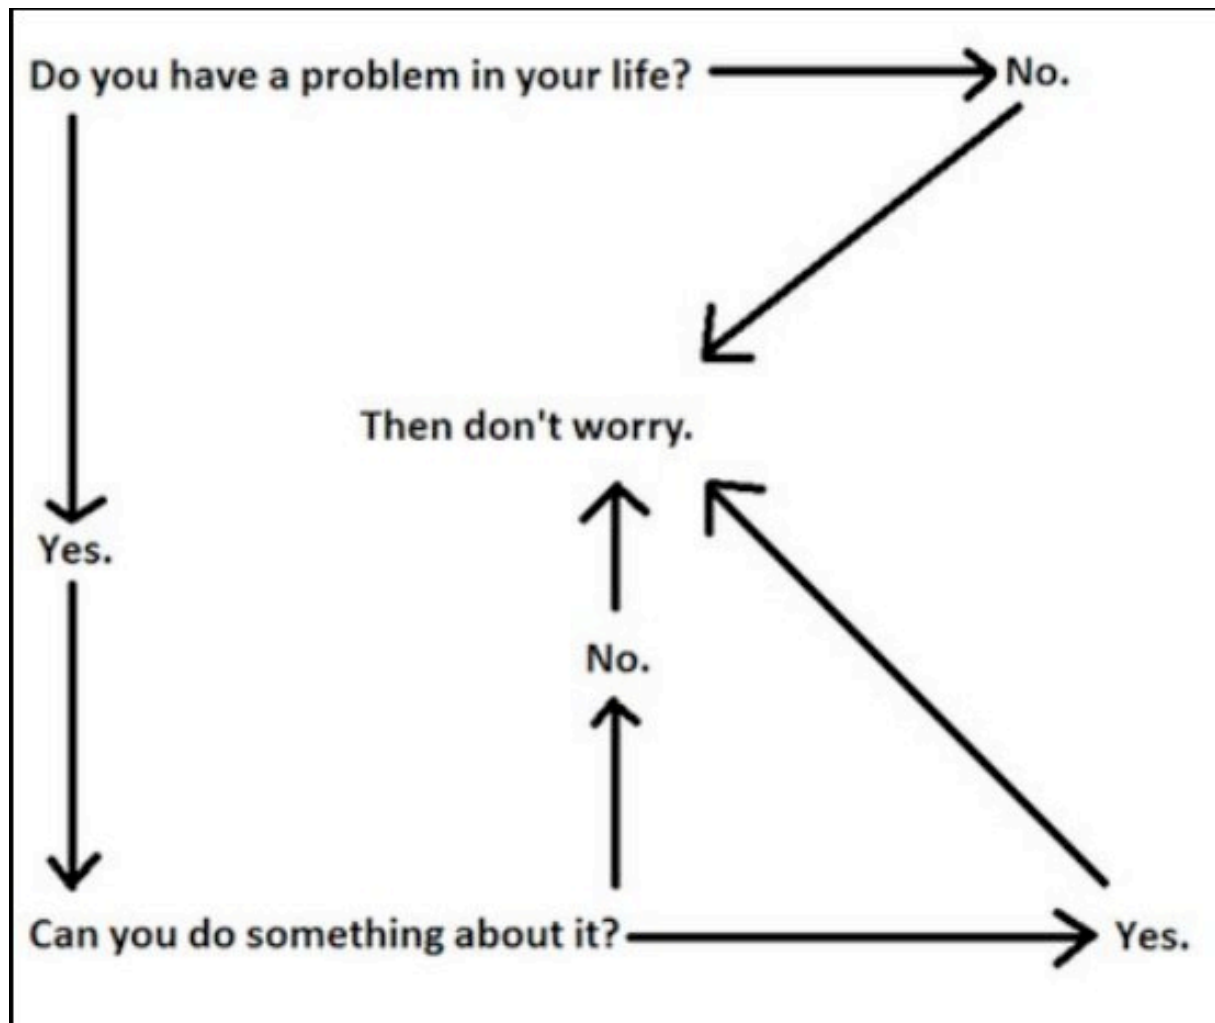 Do you have a problem in your life? No.
Then don't worry.
Yes.
No.
Can you do something about it? Yes.